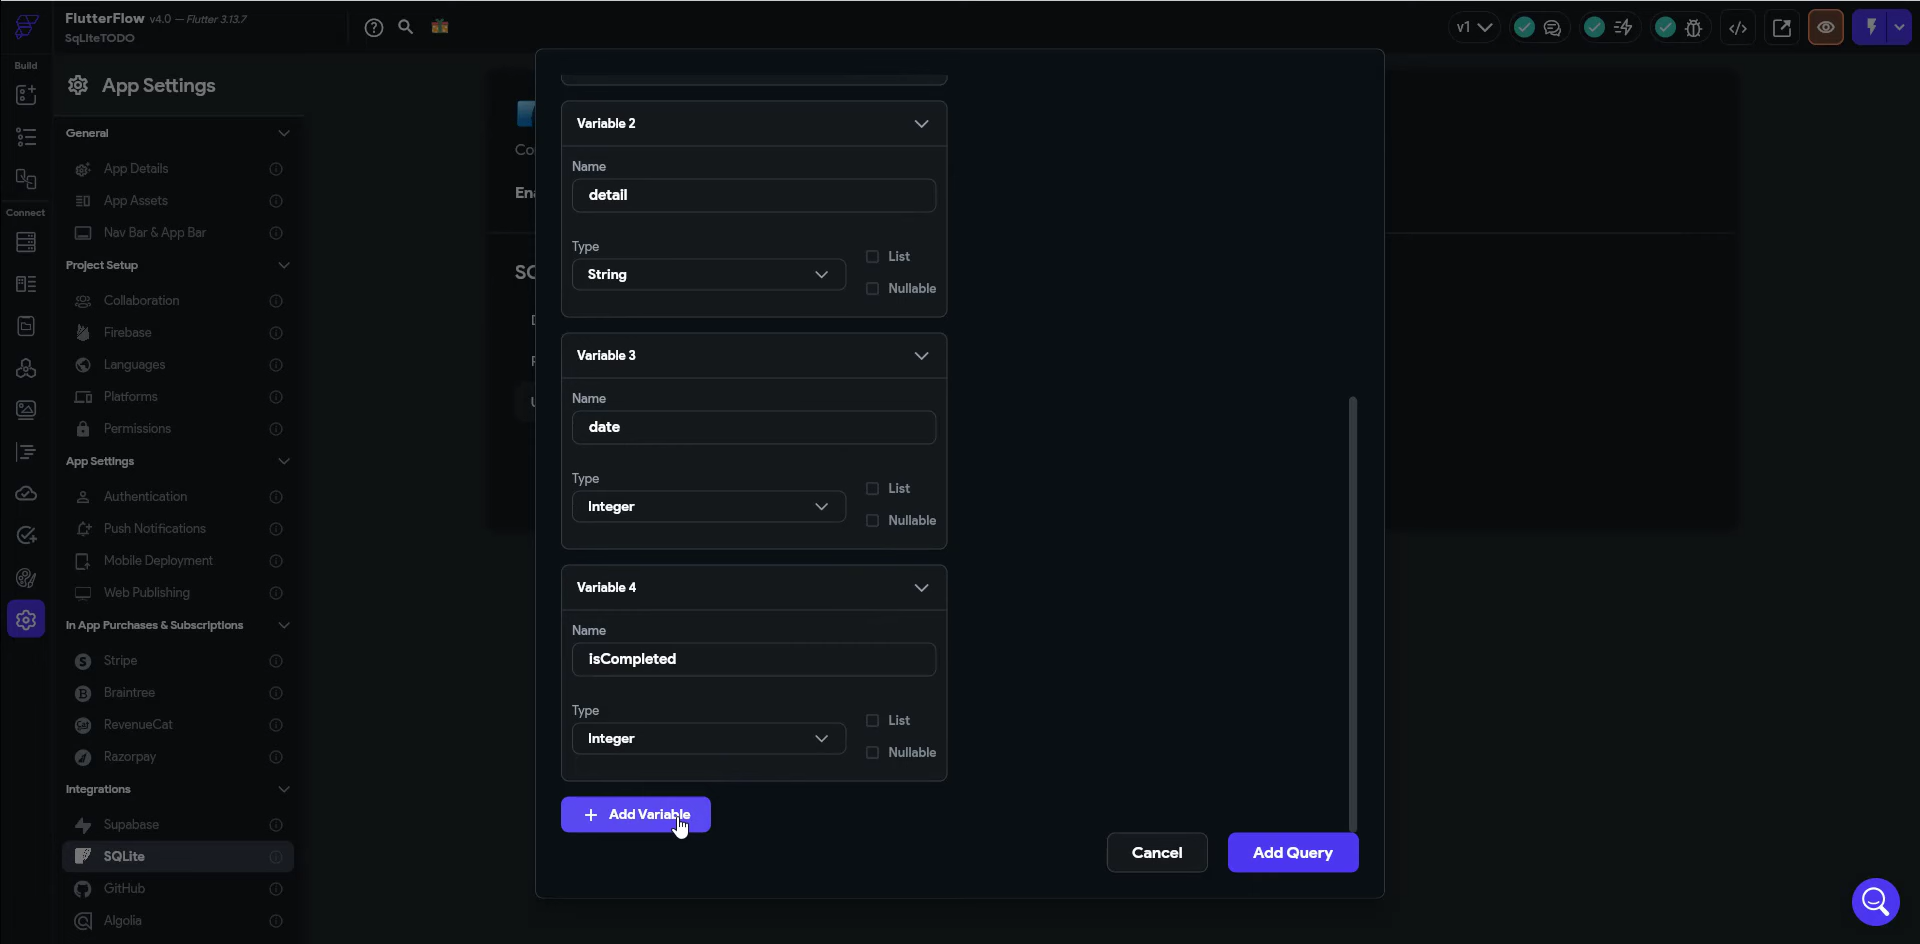 FlutterFlow v4.0 — Flutter 3.13.7
SqLiteTODO
v1
Build
Connect
App Settings
General
App Details
App Assets
Nav Bar & App Bar
Project Setup
Collaboration
Firebase
Languages
Platforms
Permissions
App Settings
Authentication
Push Notifications
Mobile Deployment
Web Publishing
In App Purchases & Subscriptions
Stripe
Braintree
RevenueCat
Razorpay
Integrations
Supabase
SQLite
GitHub
Algolia
Variable 2
Name
detail
Type
String
List
Nullable
Variable 3
Name
date
Type
Integer
List
Nullable
Variable 4
Name
isCompleted
Type
Integer
List
Nullable
+ Add Variable
Cancel
Add Query